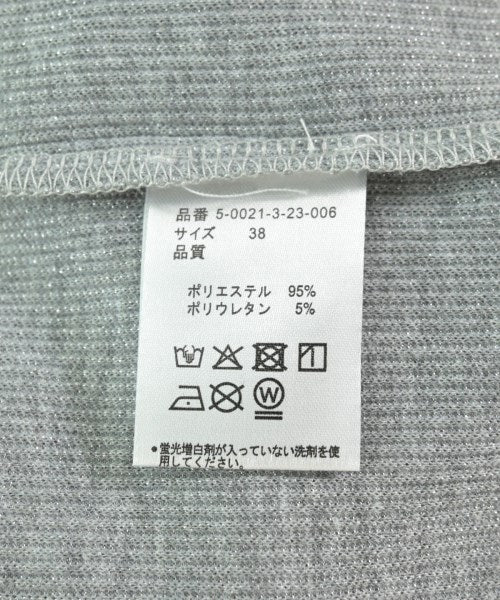 品番 5-0021-3-23-006
サイズ 38
品質
ポリエステル 95%
ポリウレタン 5%
W
●蛍光増白剤が入っていない洗剤を使
用してください。